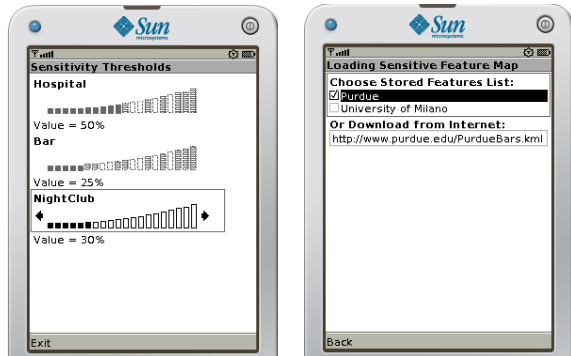 Sun
microsystems
Sensitivity Thresholds
Hospital
Value = 50%
Bar
Value = 25%
NightClub
Value = 30%
Exit
Sun
microsystems
Loading Sensitive Feature Map
Choose Stored Features List:
Purdue
University of Milano
Or Download from Internet:
http://www.purdue.edu/PurdueBars.kml
Back